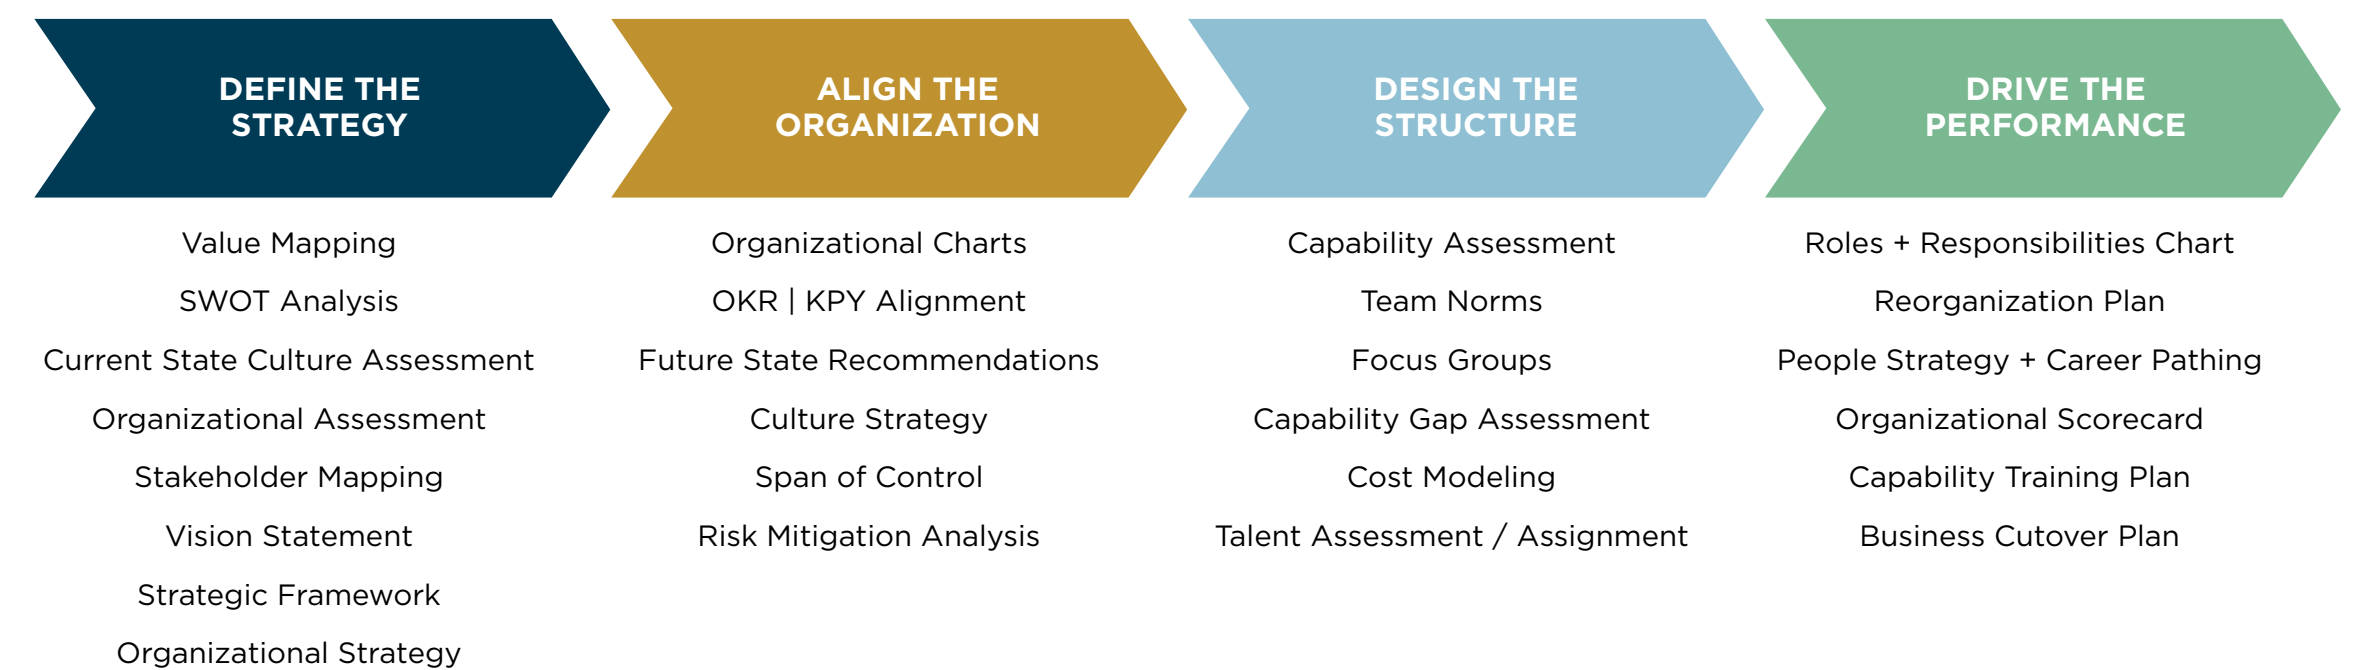 DEFINE THE
STRATEGY
Value Mapping
SWOT Analysis
Current State Culture Assessment
Organizational Assessment
Stakeholder Mapping
Vision Statement
Strategic Framework
Organizational Strategy
ALIGN THE
ORGANIZATION
Organizational Charts
OKR | KPY Alignment
Future State Recommendations
Culture Strategy
Span of Control
Risk Mitigation Analysis
DESIGN THE
STRUCTURE
Capability Assessment
Team Norms
Focus Groups
Capability Gap Assessment
Cost Modeling
Talent Assessment / Assignment
DRIVE THE
PERFORMANCE
Roles + Responsibilities Chart
Reorganization Plan
People Strategy + Career Pathing
Organizational Scorecard
Capability Training Plan
Business Cutover Plan